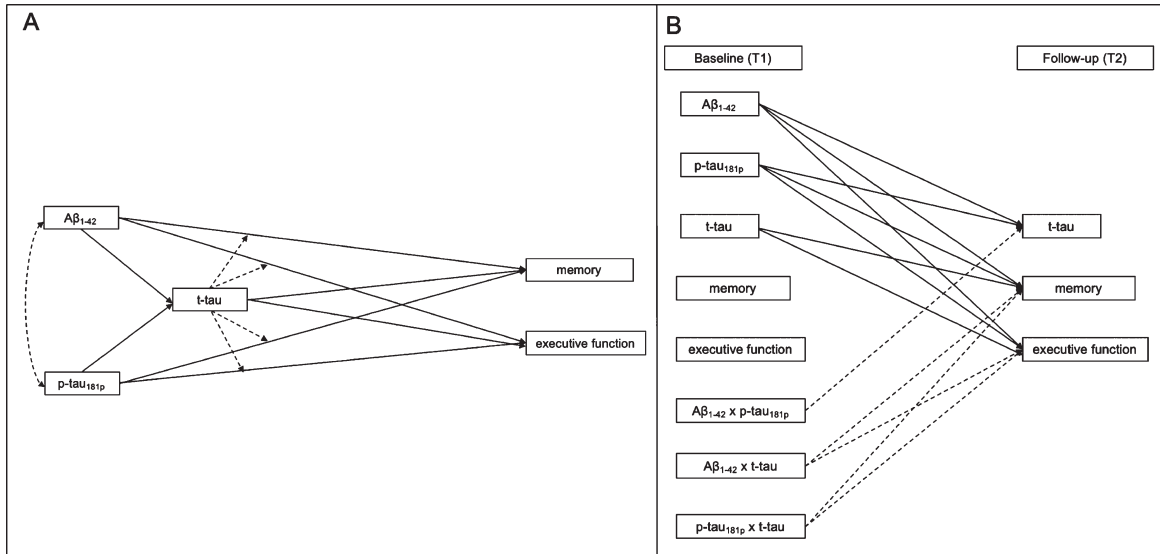 A
Aβ₁₋₄₂
t-tau
p-tau₁₈₁ₚ
memory
executive function
B
Baseline (T1)
Follow-up (T2)
Aβ₁₋₄₂
p-tau₁₈₁ₚ
t-tau
memory
executive function
Aβ₁₋₄₂ x p-tau₁₈₁ₚ
Aβ₁₋₄₂ x t-tau
p-tau₁₈₁ₚ x t-tau
t-tau
memory
executive function